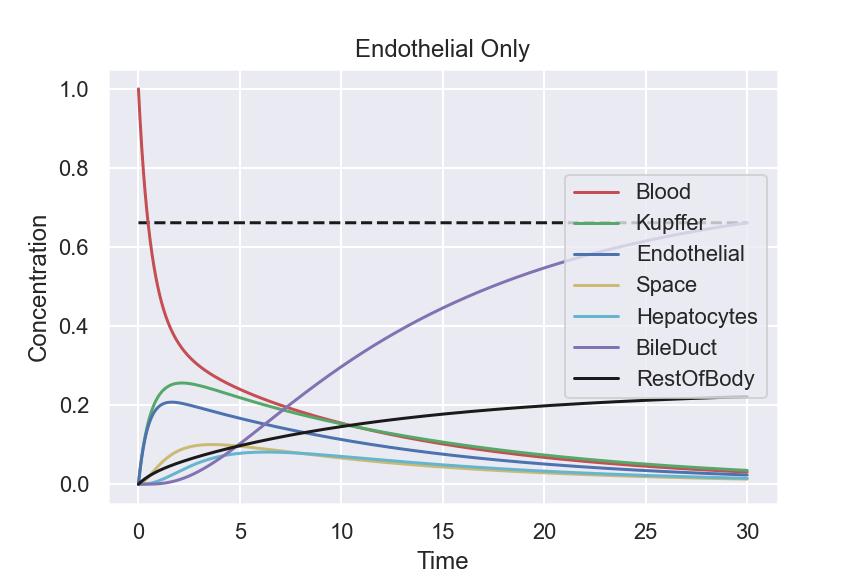 Endothelial Only
Concentration
1.0
0.8
0.6
0.4
0.2
0.0
Blood
Kupffer
Endothelial
Space
Hepatocytes
BileDuct
RestOfBody
0 5 10 15 20 25 30
Time